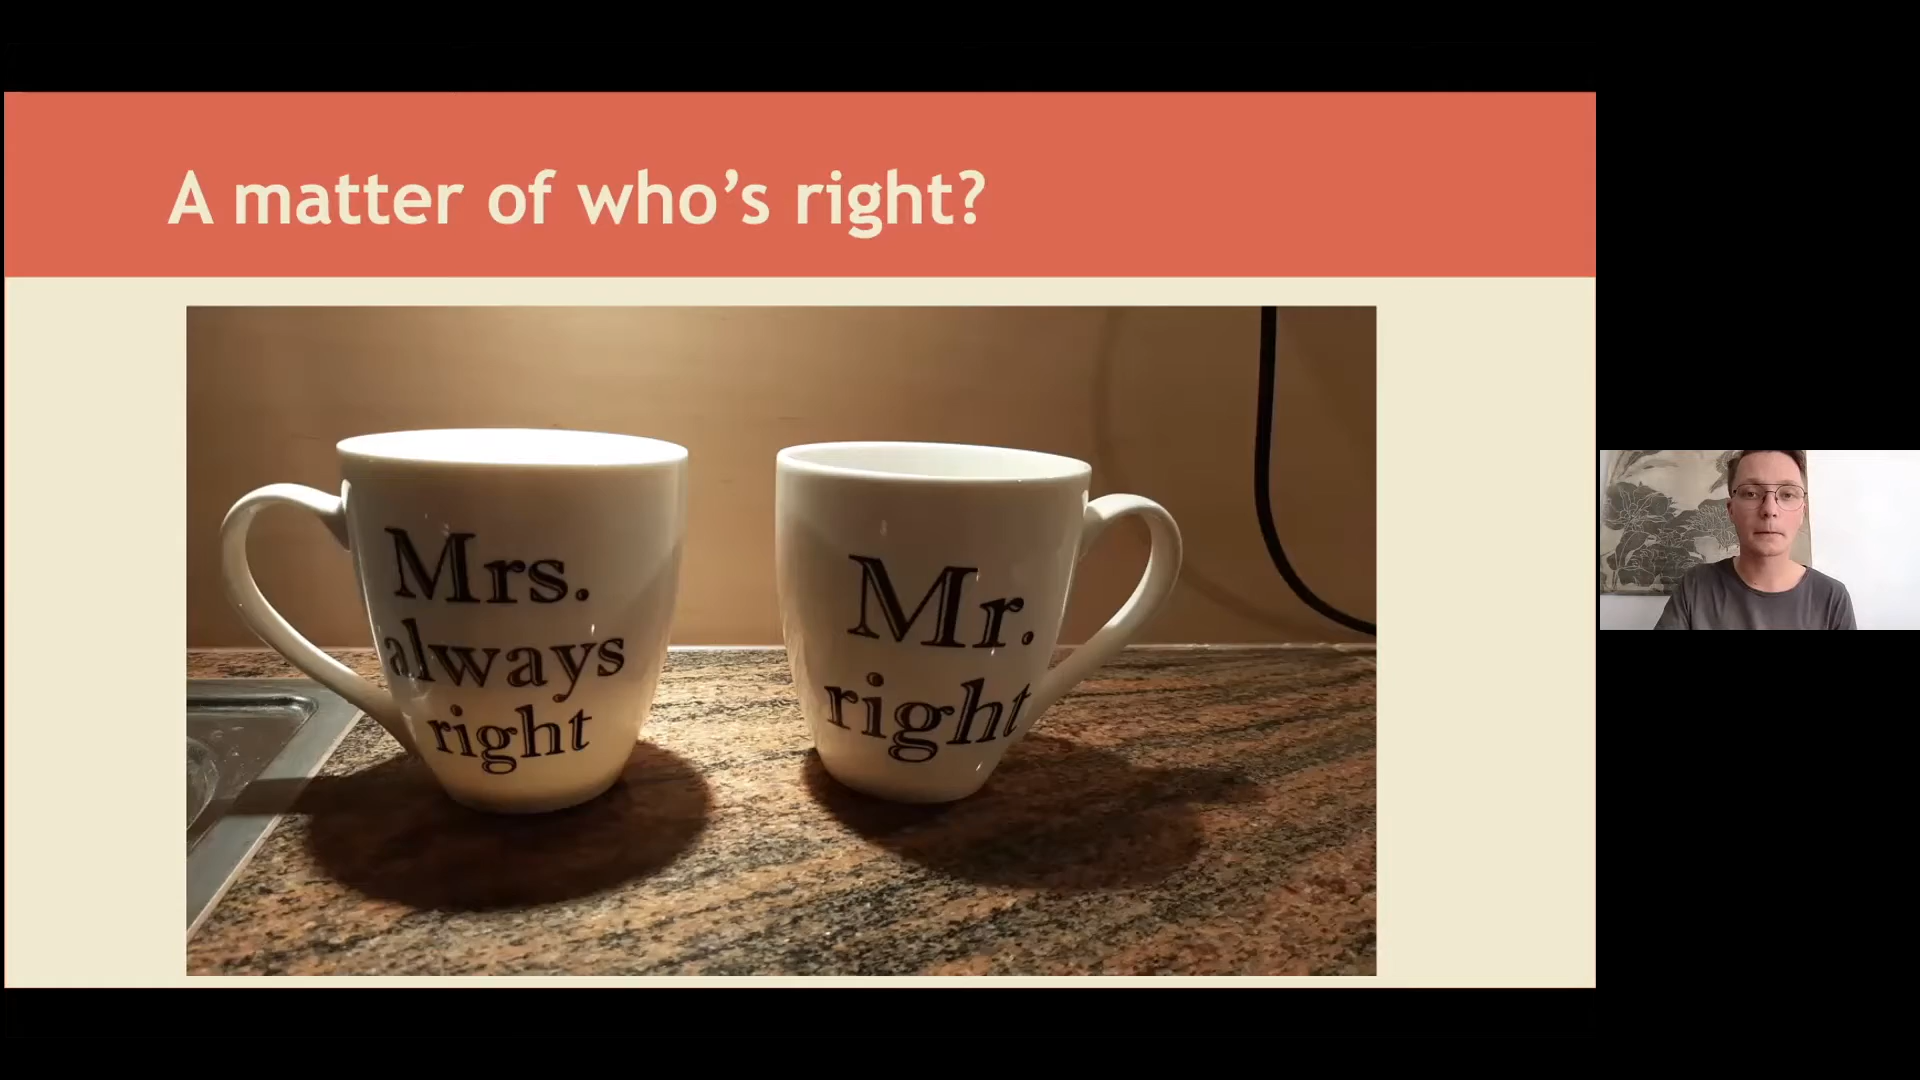 A matter of who’s right?
Mrs.
always
right
Mr.
right